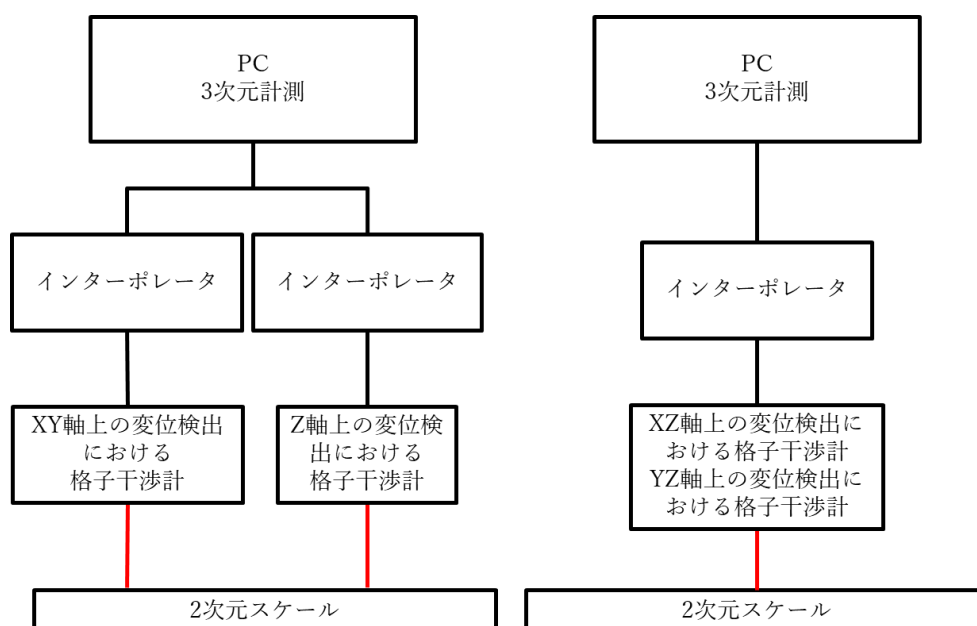 PC
3次元計測
インターポレータ
インターポレータ
XY軸上の変位検出
における
格子干渉計
Z軸上の変位検
出における
格子干渉計
2次元スケール
PC
3次元計測
インターポレータ
XZ軸上の変位検出に
おける格子干渉計
YZ軸上の変位検出に
おける格子干渉計
2次元スケール